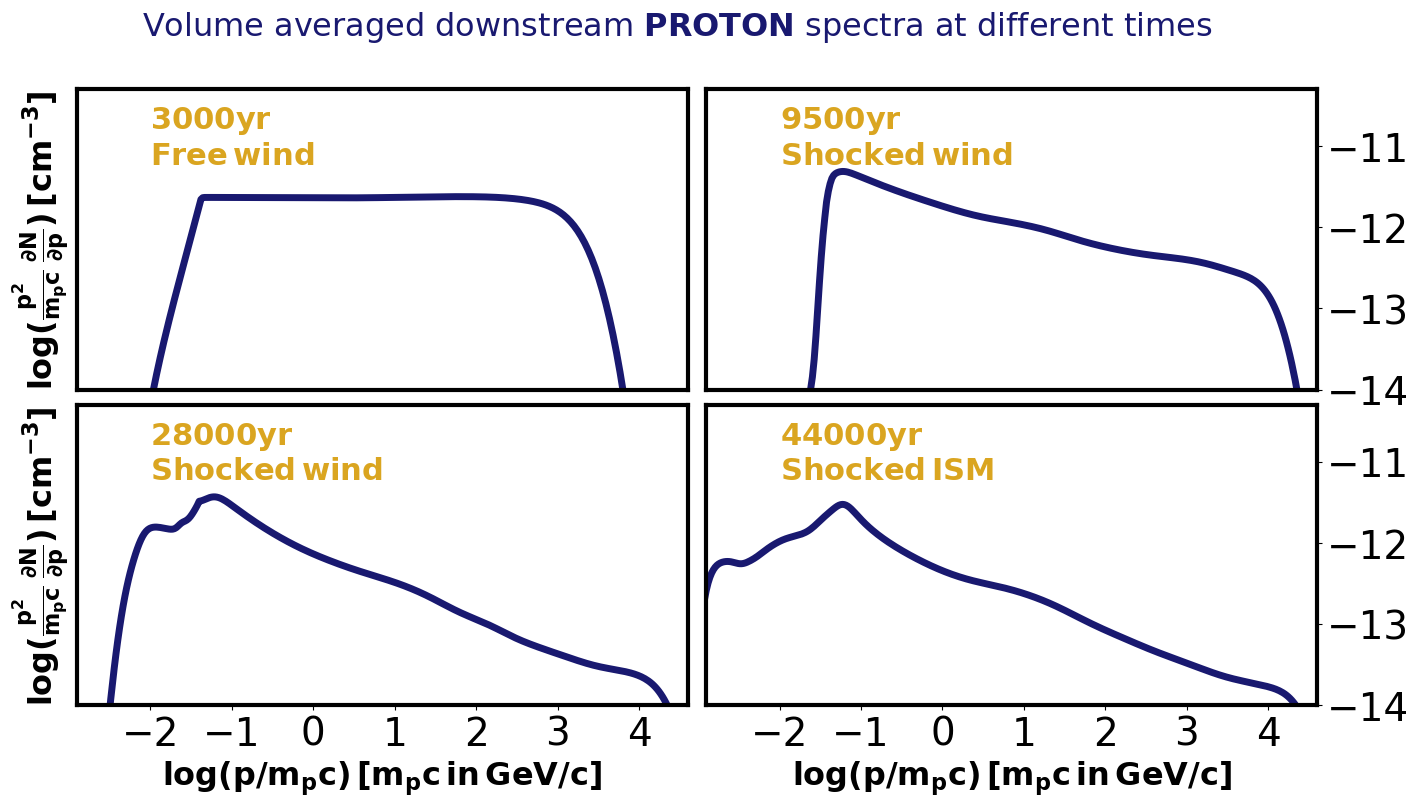 Volume averaged downstream PROTON spectra at different times
3000yr
Free wind
9500yr
Shocked wind
log(p²/mₚc ∂N/∂p) [cm⁻³]
−11
−12
−13
−14
28000yr
Shocked wind
44000yr
Shocked ISM
log(p²/mₚc ∂N/∂p) [cm⁻³]
−11
−12
−13
−14
−2 −1 0 1 2 3 4
−2 −1 0 1 2 3 4
log(p/mₚc) [mₚc in GeV/c]
log(p/mₚc) [mₚc in GeV/c]